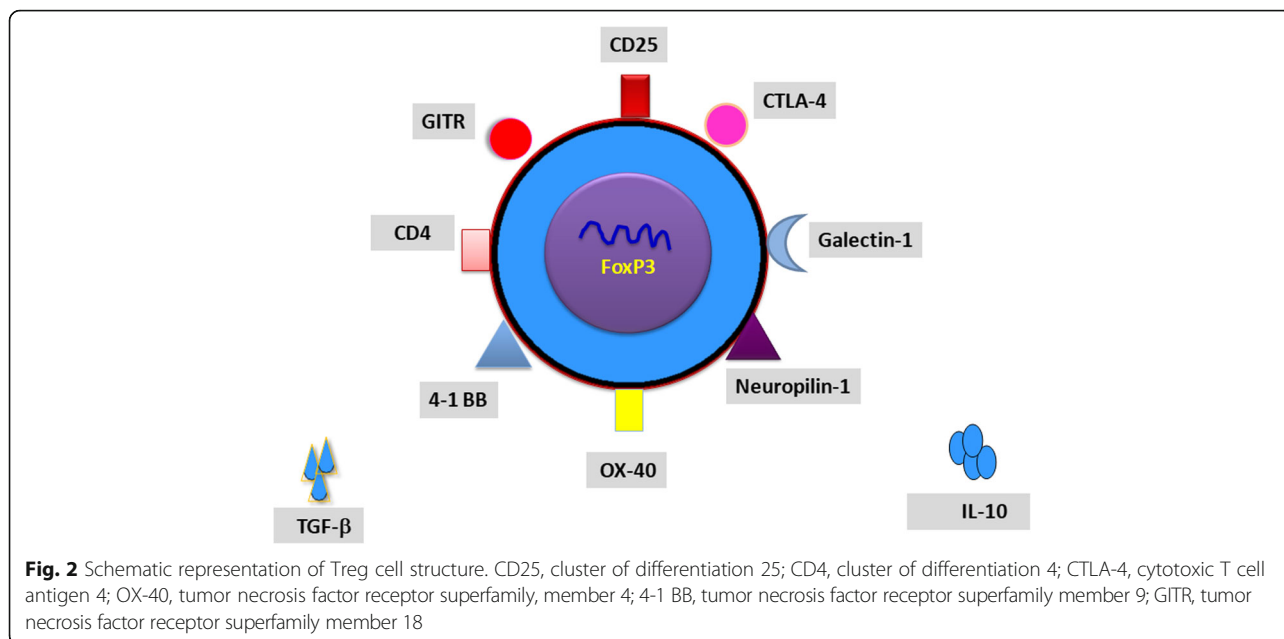 CD25
CTLA-4
GITR
CD4
Galectin-1
FoxP3
4-1 BB
Neuropilin-1
OX-40
TGF-β
IL-10
Fig. 2 Schematic representation of Treg cell structure. CD25, cluster of differentiation 25; CD4, cluster of differentiation 4; CTLA-4, cytotoxic T cell
antigen 4; OX-40, tumor necrosis factor receptor superfamily, member 4; 4-1 BB, tumor necrosis factor receptor superfamily member 9; GITR, tumor
necrosis factor receptor superfamily member 18